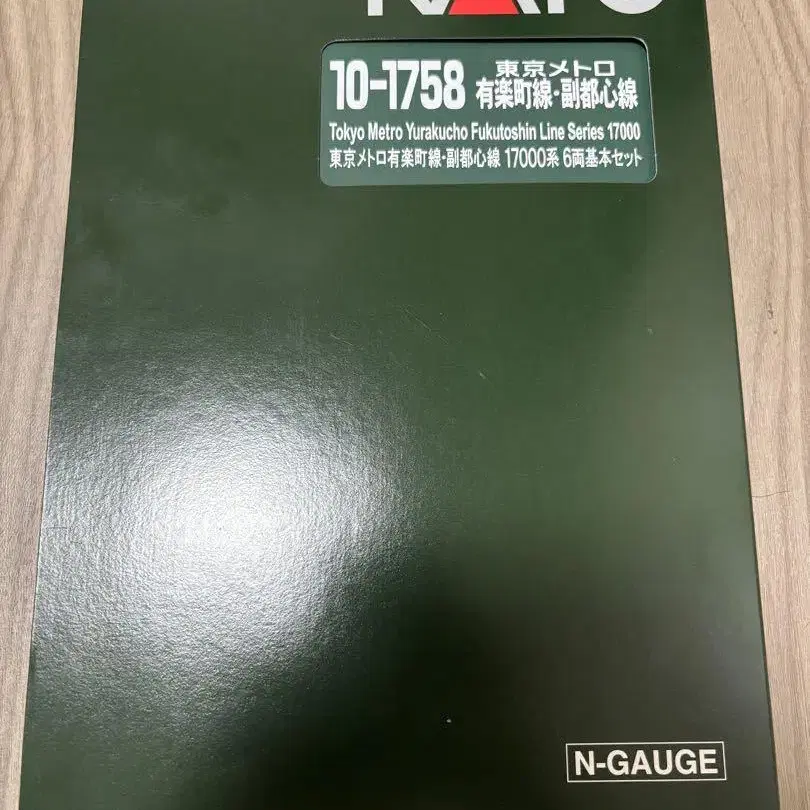 KATO
10-1758
東京メトロ
有楽町線・副都心線
Tokyo Metro Yurakucho Fukutoshin Line Series 17000
東京メトロ有楽町線・副都心線 17000系 6両基本セット
N-GAUGE